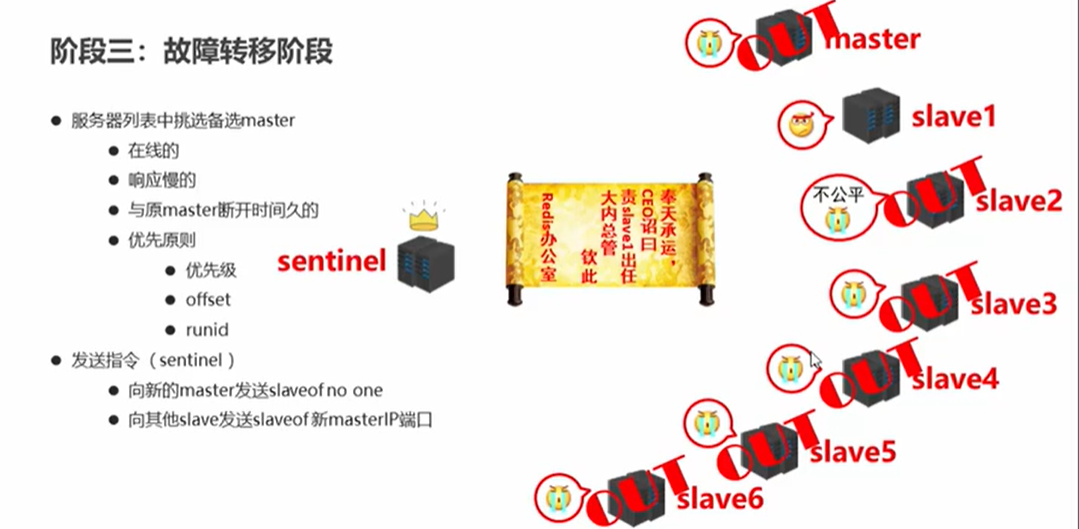 阶段三：故障转移阶段
服务器列表中挑选备选master
在线的
响应慢的
与原master断开时间久的
优先原则
优先级
offset
runid
发送指令（sentinel ）
向新的master发送slaveof no one
向其他slave发送slaveof 新masterIP端口
sentinel
奉天承运，
CEO诏曰
责slave1出任
大内总管
钦此
Redis办公室
OUT
master
slave1
不公平
OUT
slave2
OUT
slave3
OUT
slave4
OUT
slave5
OUT
slave6